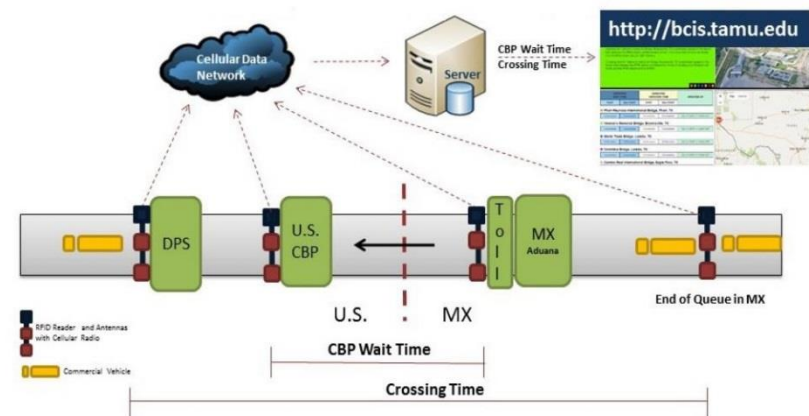 http://bcis.tamu.edu
Cellular Data
Network
Server
CBP Wait Time
Crossing Time
DPS
U.S.
CBP
T
o
l
l
MX
Aduana
End of Queue in MX
U.S.
MX
RFID Reader and Antennas
with Cellular Radio
Commercial Vehicle
CBP Wait Time
Crossing Time